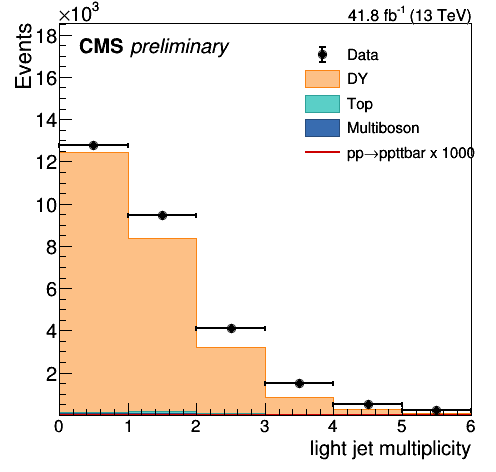 ×10³
41.8 fb⁻¹ (13 TeV)
Events
CMS preliminary
Data
DY
Top
Multiboson
pp→ppttbar x 1000
18
16
14
12
10
8
6
4
2
0 1 2 3 4 5 6
light jet multiplicity